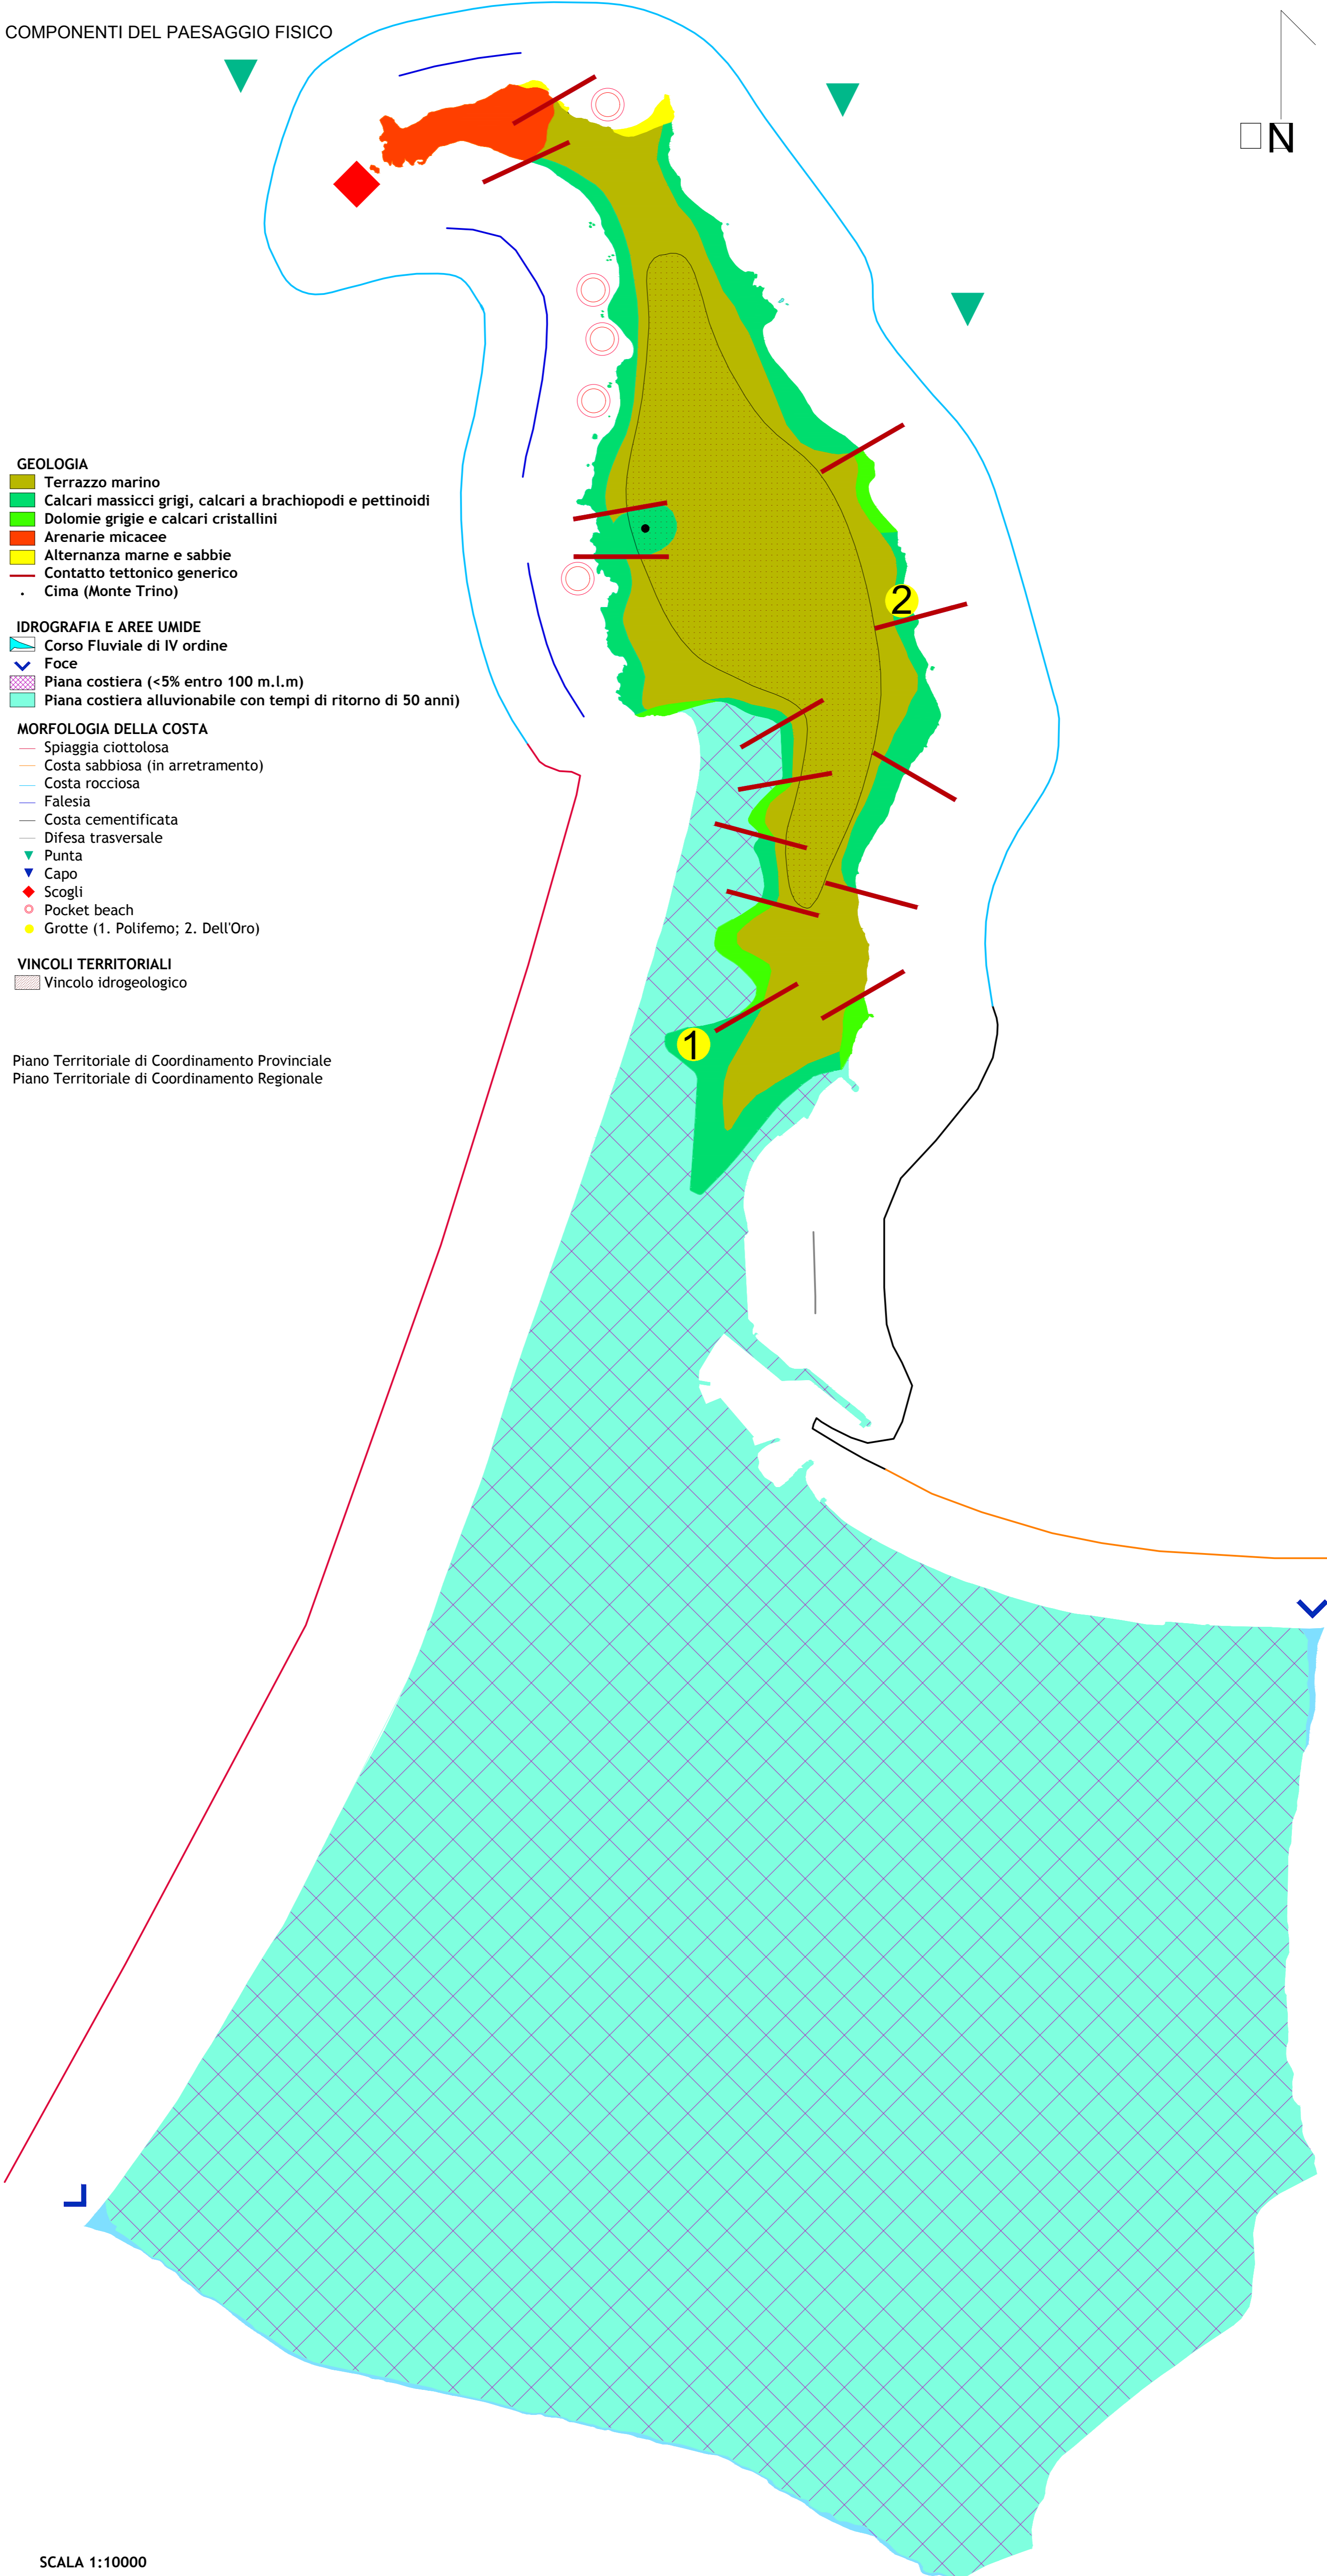 COMPONENTI DEL PAESAGGIO FISICO
N
GEOLOGIA
Terrazzo marino
Calcari massicci grigi, calcari a brachiopodi e pettinoidi
Dolomie grigie e calcari cristallini
Arenarie micacee
Alternanza marne e sabbie
Contatto tettonico generico
Cima (Monte Trino)
2
IDROGRAFIA E AREE UMIDE
Corso Fluviale di IV ordine
Foce
Piana costiera (<5% entro 100 m.l.m)
Piana costiera alluvionabile con tempi di ritorno di 50 anni)
MORFOLOGIA DELLA COSTA
Spiaggia ciottolosa
Costa sabbiosa (in arretramento)
Costa rocciosa
Falesia
Costa cementificata
Difesa trasversale
Punta
Capo
Scogli
Pocket beach
Grotte (1. Polifemo; 2. Dell'Oro)
VINCOLI TERRITORIALI
Vincolo idrogeologico
1
Piano Territoriale di Coordinamento Provinciale
Piano Territoriale di Coordinamento Regionale
SCALA 1:10000